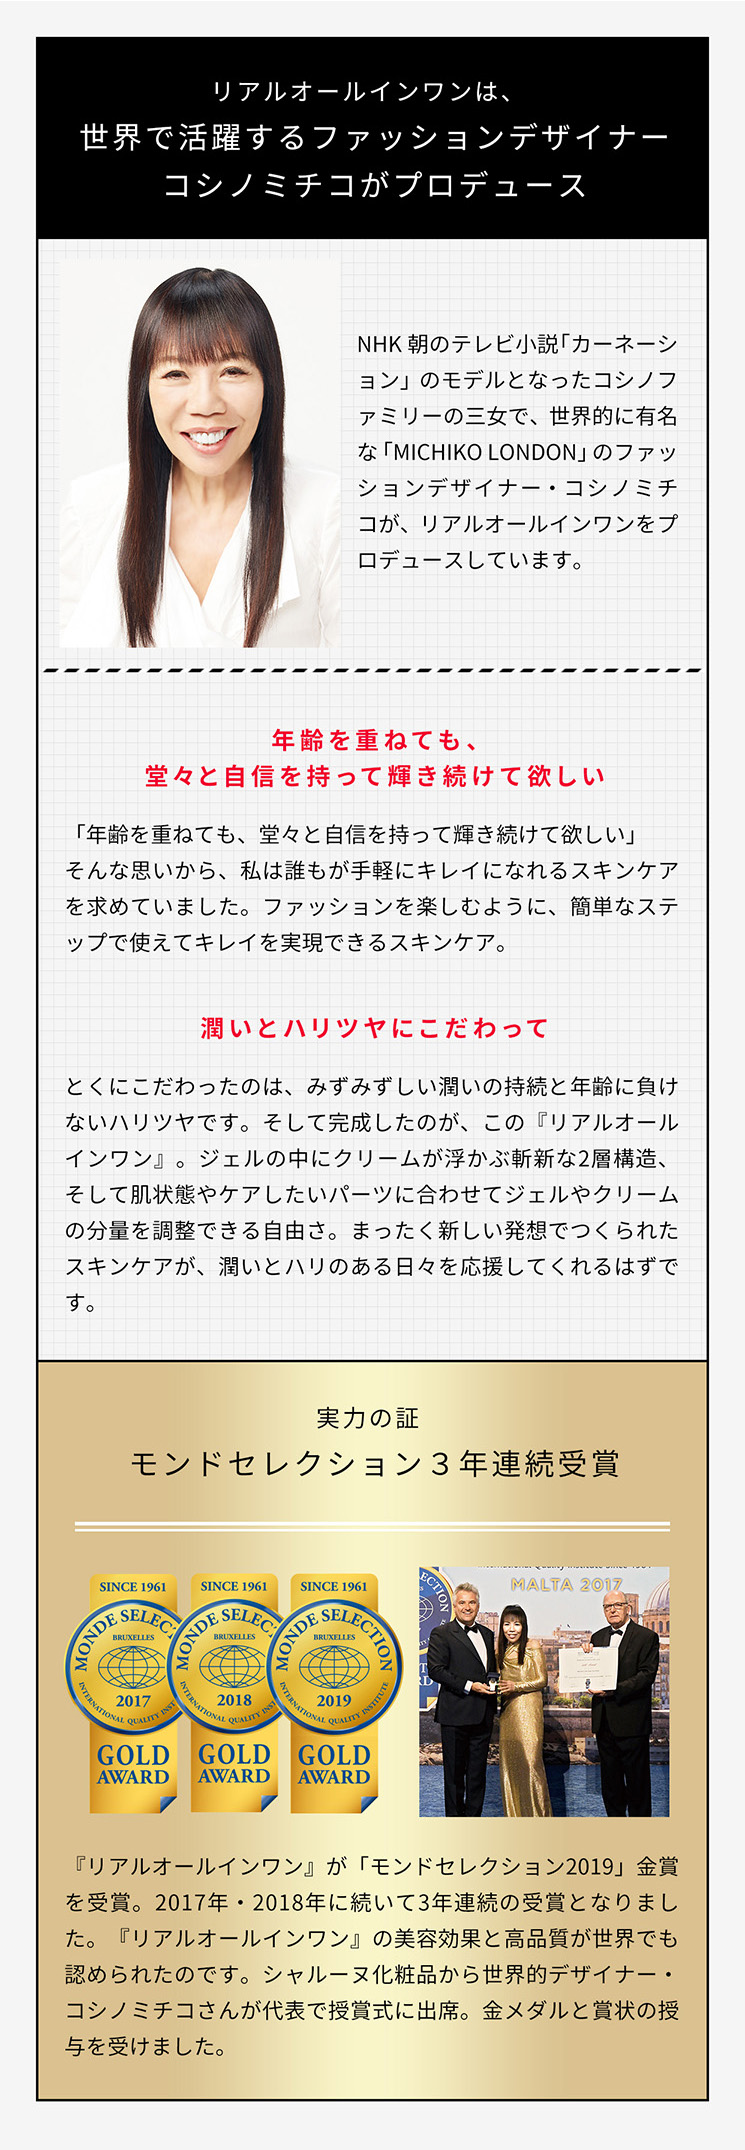 リアルオールインワンは、
世界で活躍するファッションデザイナー
コシノミチコがプロデュース
NHK 朝のテレビ小説「カーネーシ
ョン」のモデルとなったコシノフ
ァミリーの三女で、世界的に有名
な「MICHIKO LONDON」のファッ
ションデザイナー・コシノミチ
コが、リアルオールインワンをプ
ロデュースしています。
年齢を重ねても、
堂々と自信を持って輝き続けて欲しい
「年齢を重ねても、堂々と自信を持って輝き続けて欲しい」
そんな思いから、私は誰もが手軽にキレイになれるスキンケア
を求めていました。ファッションを楽しむように、簡単なステ
ップで使えてキレイを実現できるスキンケア。
潤いとハリツヤにこだわって
とくにこだわったのは、みずみずしい潤いの持続と年齢に負け
ないハリツヤです。そして完成したのが、この『リアルオール
インワン』。ジェルの中にクリームが浮かぶ斬新な2層構造、
そして肌状態やケアしたいパーツに合わせてジェルやクリーム
の分量を調整できる自由さ。まったく新しい発想でつくられた
スキンケアが、潤いとハリのある日々を応援してくれるはずで
す。
実力の証
モンドセレクション３年連続受賞
SINCE 1961
MONDE SELEC
BRUXELLES
2017
INTERNATIONAL QUALITY INST
GOLD
AWARD
SINCE 1961
MONDE SELEC
BRUXELLES
2018
INTERNATIONAL QUALITY INST
GOLD
AWARD
SINCE 1961
MONDE SELECTION
BRUXELLES
2019
INTERNATIONAL QUALITY INSTITUTE
GOLD
AWARD
MALTA 2017
『リアルオールインワン』が「モンドセレクション2019」金賞
を受賞。2017年・2018年に続いて3年連続の受賞となりまし
た。『リアルオールインワン』の美容効果と高品質が世界でも
認められたのです。シャルーヌ化粧品から世界的デザイナー・
コシノミチコさんが代表で授賞式に出席。金メダルと賞状の授
与を受けました。